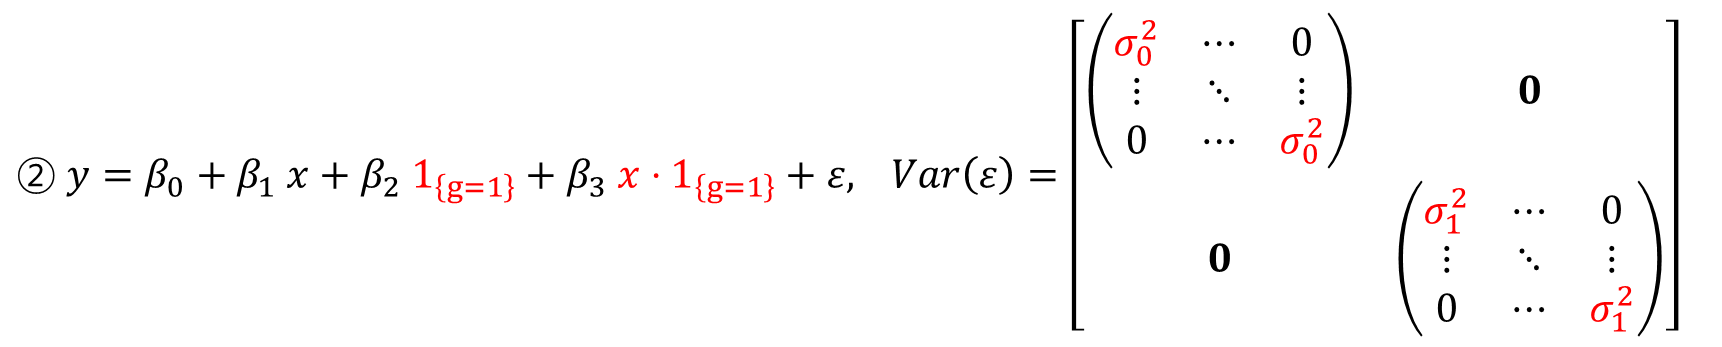 ② y = β₀ + β₁ x + β₂ 1_{g=1} + β₃ x · 1_{g=1} + ε,   Var(ε) = [ ( σ₀² ⋯ 0
⋮ ⋱ ⋮
0 ⋯ σ₀² ) 𝟎
𝟎 ( σ₁² ⋯ 0
⋮ ⋱ ⋮
0 ⋯ σ₁² ) ]